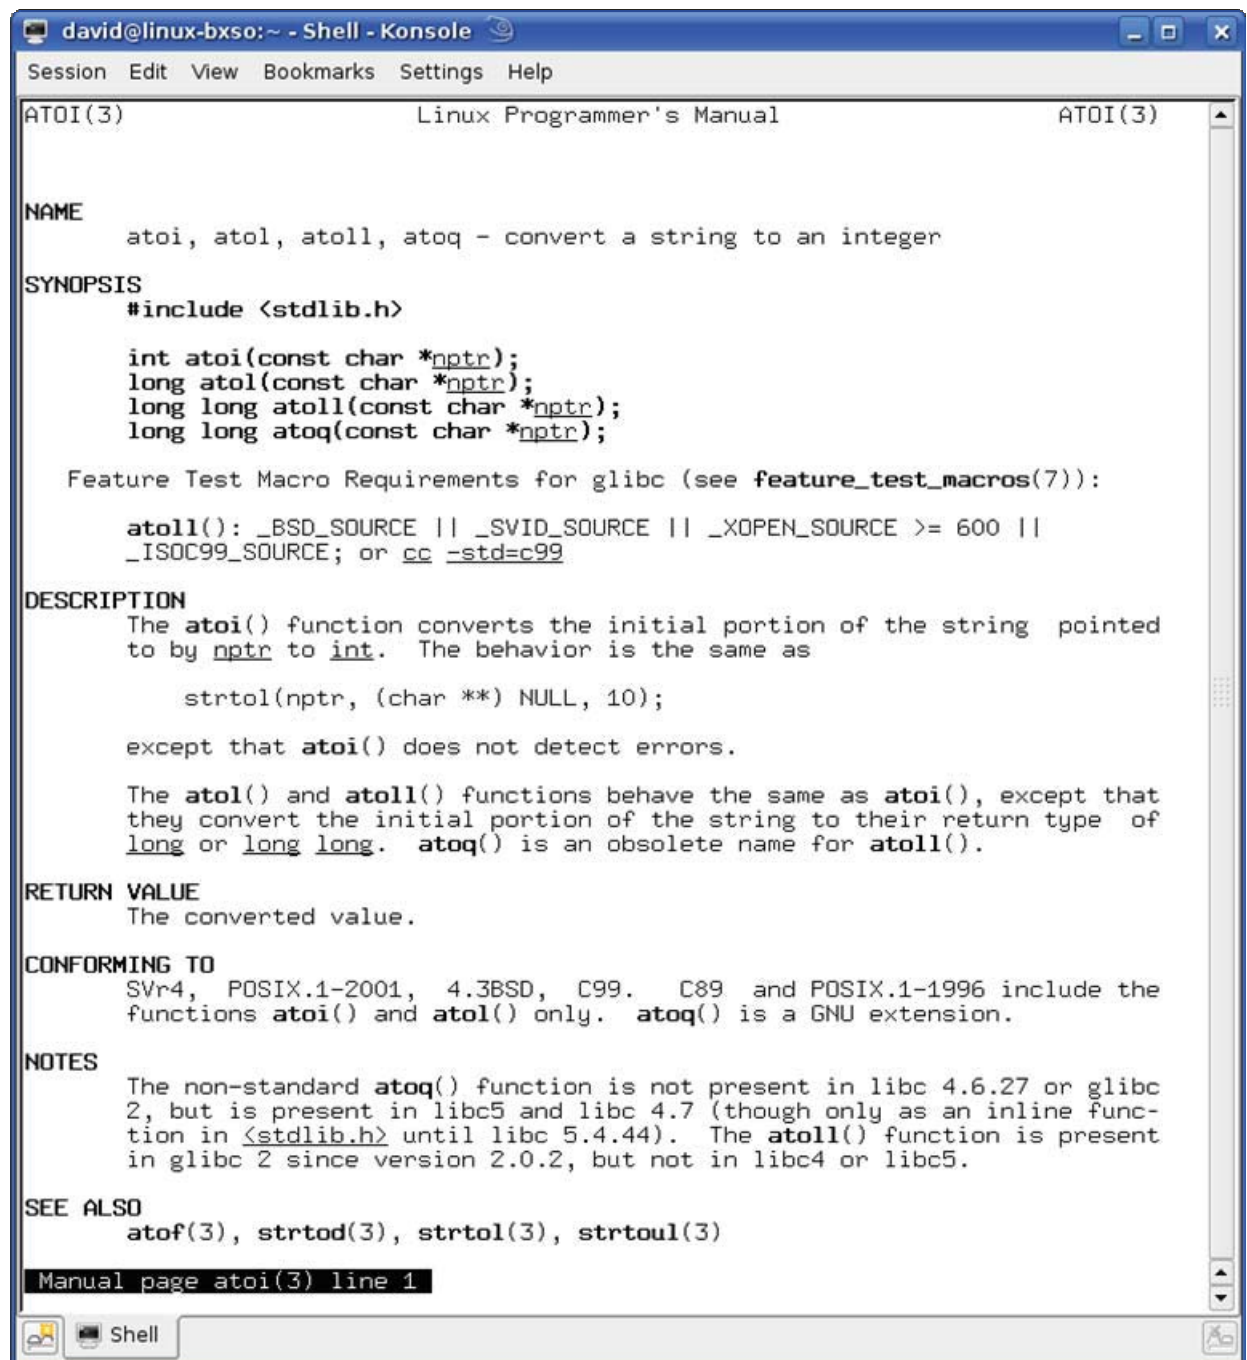 david@linux-bxso:~ - Shell - Konsole
Session Edit View Bookmarks Settings Help
ATOI(3) Linux Programmer's Manual ATOI(3)
NAME
atoi, atol, atoll, atoq - convert a string to an integer
SYNOPSIS
#include <stdlib.h>
int atoi(const char *nptr);
long atol(const char *nptr);
long long atoll(const char *nptr);
long long atoq(const char *nptr);
Feature Test Macro Requirements for glibc (see feature_test_macros(7)):
atoll(): _BSD_SOURCE || _SVID_SOURCE || _XOPEN_SOURCE >= 600 ||
_ISOC99_SOURCE; or cc -std=c99
DESCRIPTION
The atoi() function converts the initial portion of the string pointed
to by nptr to int. The behavior is the same as
strtol(nptr, (char **) NULL, 10);
except that atoi() does not detect errors.
The atol() and atoll() functions behave the same as atoi(), except that
they convert the initial portion of the string to their return type of
long or long long. atoq() is an obsolete name for atoll().
RETURN VALUE
The converted value.
CONFORMING TO
SVr4, POSIX.1-2001, 4.3BSD, C99. C89 and POSIX.1-1996 include the
functions atoi() and atol() only. atoq() is a GNU extension.
NOTES
The non-standard atoq() function is not present in libc 4.6.27 or glibc
2, but is present in libc5 and libc 4.7 (though only as an inline func-
tion in <stdlib.h> until libc 5.4.44). The atoll() function is present
in glibc 2 since version 2.0.2, but not in libc4 or libc5.
SEE ALSO
atof(3), strtod(3), strtol(3), strtoul(3)
Manual page atoi(3) line 1
Shell